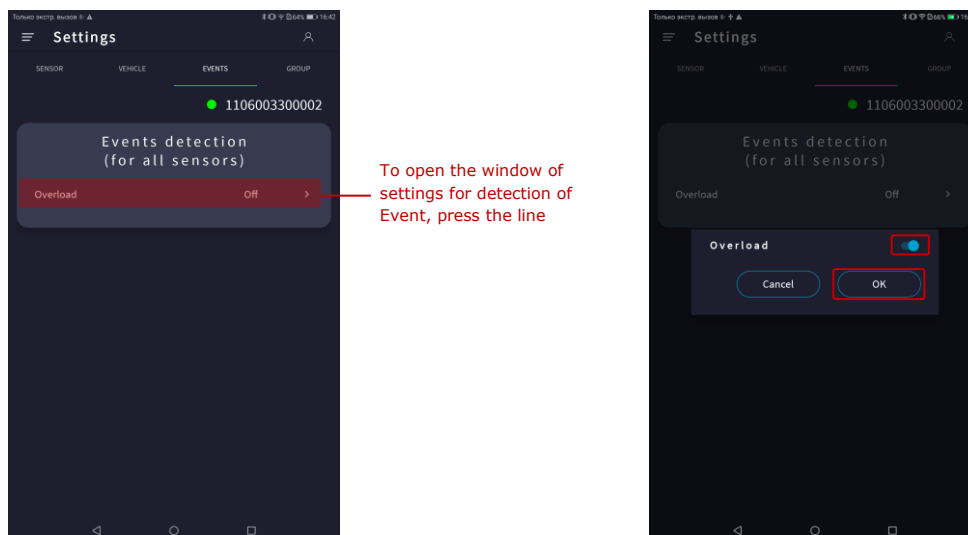 Только экстр. вызов
64%
16:42
Settings
SENSOR VEHICLE EVENTS GROUP
1106003300002
Events detection
(for all sensors)
Overload Off
To open the window of
settings for detection of
Event, press the line
Только экстр. вызов
66%
16
Settings
SENSOR VEHICLE EVENTS GROUP
1106003300002
Events detection
(for all sensors)
Overload Off
Overload
Cancel OK